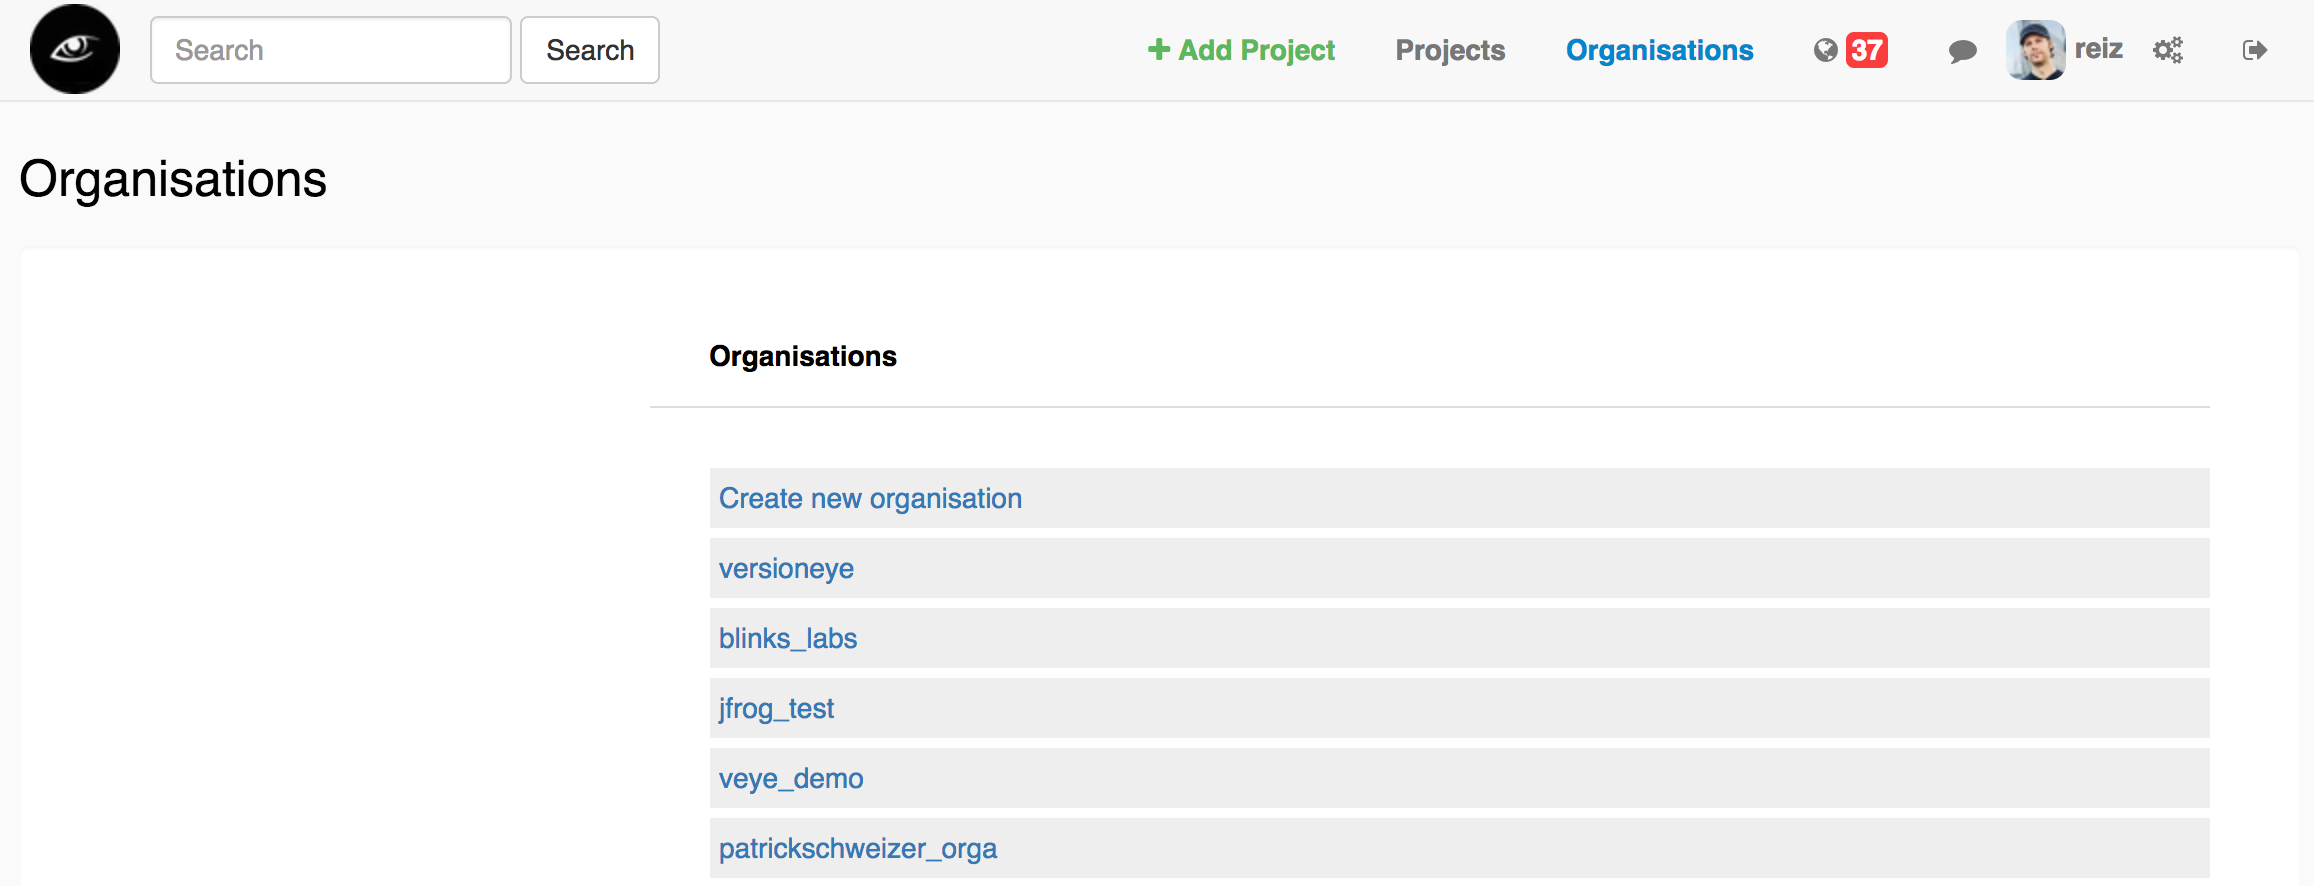 Search Search Add Project Projects Organisations 37 reiz
Organisations
Organisations
Create new organisation
versioneye
blinks_labs
jfrog_test
veye_demo
patrickschweizer_orga